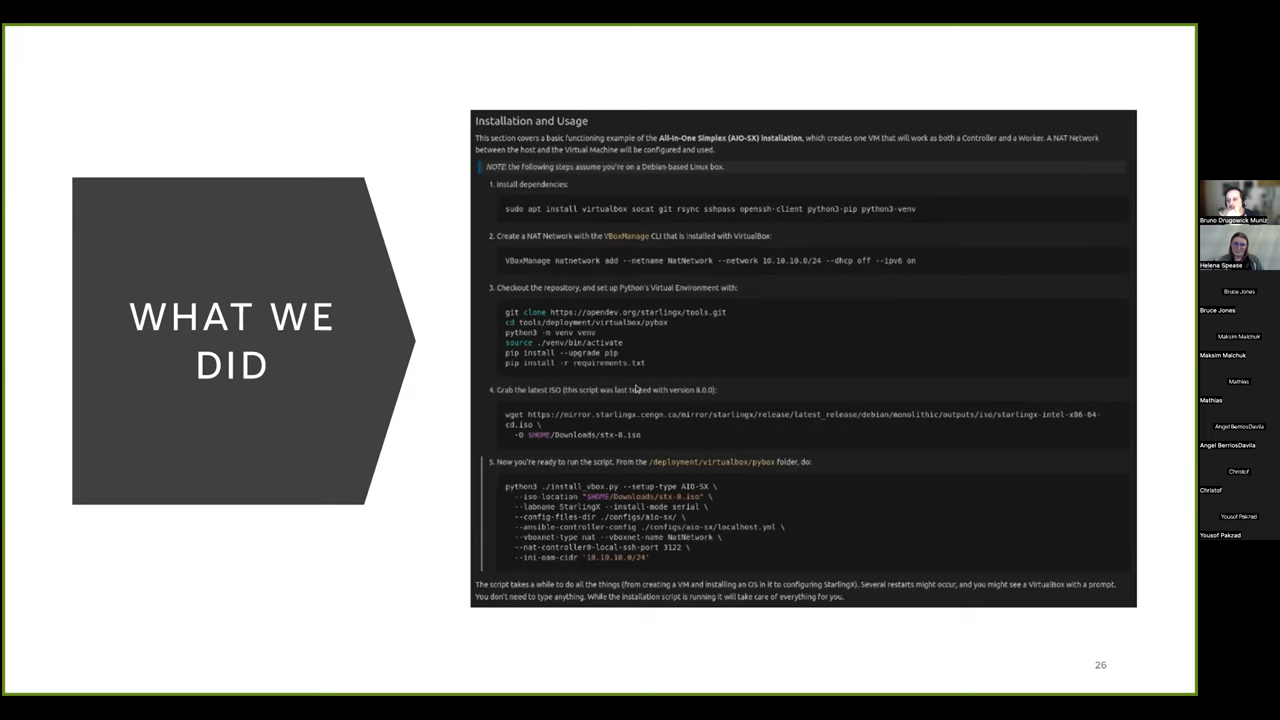 WHAT WE
DID
Installation and Usage
This section covers a basic functioning example of the All-In-One Simplex (AIO-SX) installation, which creates one VM that will work as both a Controller and a Worker. A NAT Network
between the host and the Virtual Machine will be configured and used.
NOTE: the following steps assume you're on a Debian-based Linux box.
1. Install dependencies:
sudo apt install virtualbox socat git rsync sshpass openssh-client python3-pip python3-venv
2. Create a NAT Network with the VBoxManage CLI that is installed with VirtualBox:
VBoxManage natnetwork add --netname NatNetwork --network 10.10.10.0/24 --dhcp off --ipv6 on
3. Checkout the repository, and set up Python's Virtual Environment with:
git clone https://opendev.org/starlingx/tools.git
cd tools/deployment/virtualbox/pybox
python3 -m venv venv
source ./venv/bin/activate
pip install --upgrade pip
pip install -r requirements.txt
4. Grab the latest ISO (this script was last tested with version 8.0.0):
wget https://mirror.starlingx.cengn.ca/mirror/starlingx/release/latest_release/debian/monolithic/outputs/iso/starlingx-intel-x86-64-
cd.iso \
-O $HOME/Downloads/stx-8.iso
5. Now you're ready to run the script. From the /deployment/virtualbox/pybox folder, do:
python3 ./install_vbox.py --setup-type AIO-SX \
--iso-location "$HOME/Downloads/stx-8.iso" \
--labname StarlingX --install-mode serial \
--config-files-dir ./configs/aio-sx/ \
--ansible-controller-config ./configs/aio-sx/localhost.yml \
--vboxnet-type nat --vboxnet-name NatNetwork \
--nat-controller0-local-ssh-port 3122 \
--ini-oam-cidr '10.10.10.0/24'
The script takes a while to do all the things (from creating a VM and installing an OS in it to configuring StarlingX). Several restarts might occur, and you might see a VirtualBox with a prompt.
You don't need to type anything. While the installation script is running it will take care of everything for you.
26
Bruno Drugowick Muniz
Helena Spease
Bruce Jones
Bruce Jones
Maksim Malchuk
Maksim Malchuk
Mathias
Mathias
Angel BerriosDavila
Angel BerriosDavila
Christof
Christof
Yousof Pakzad
Yousof Pakzad